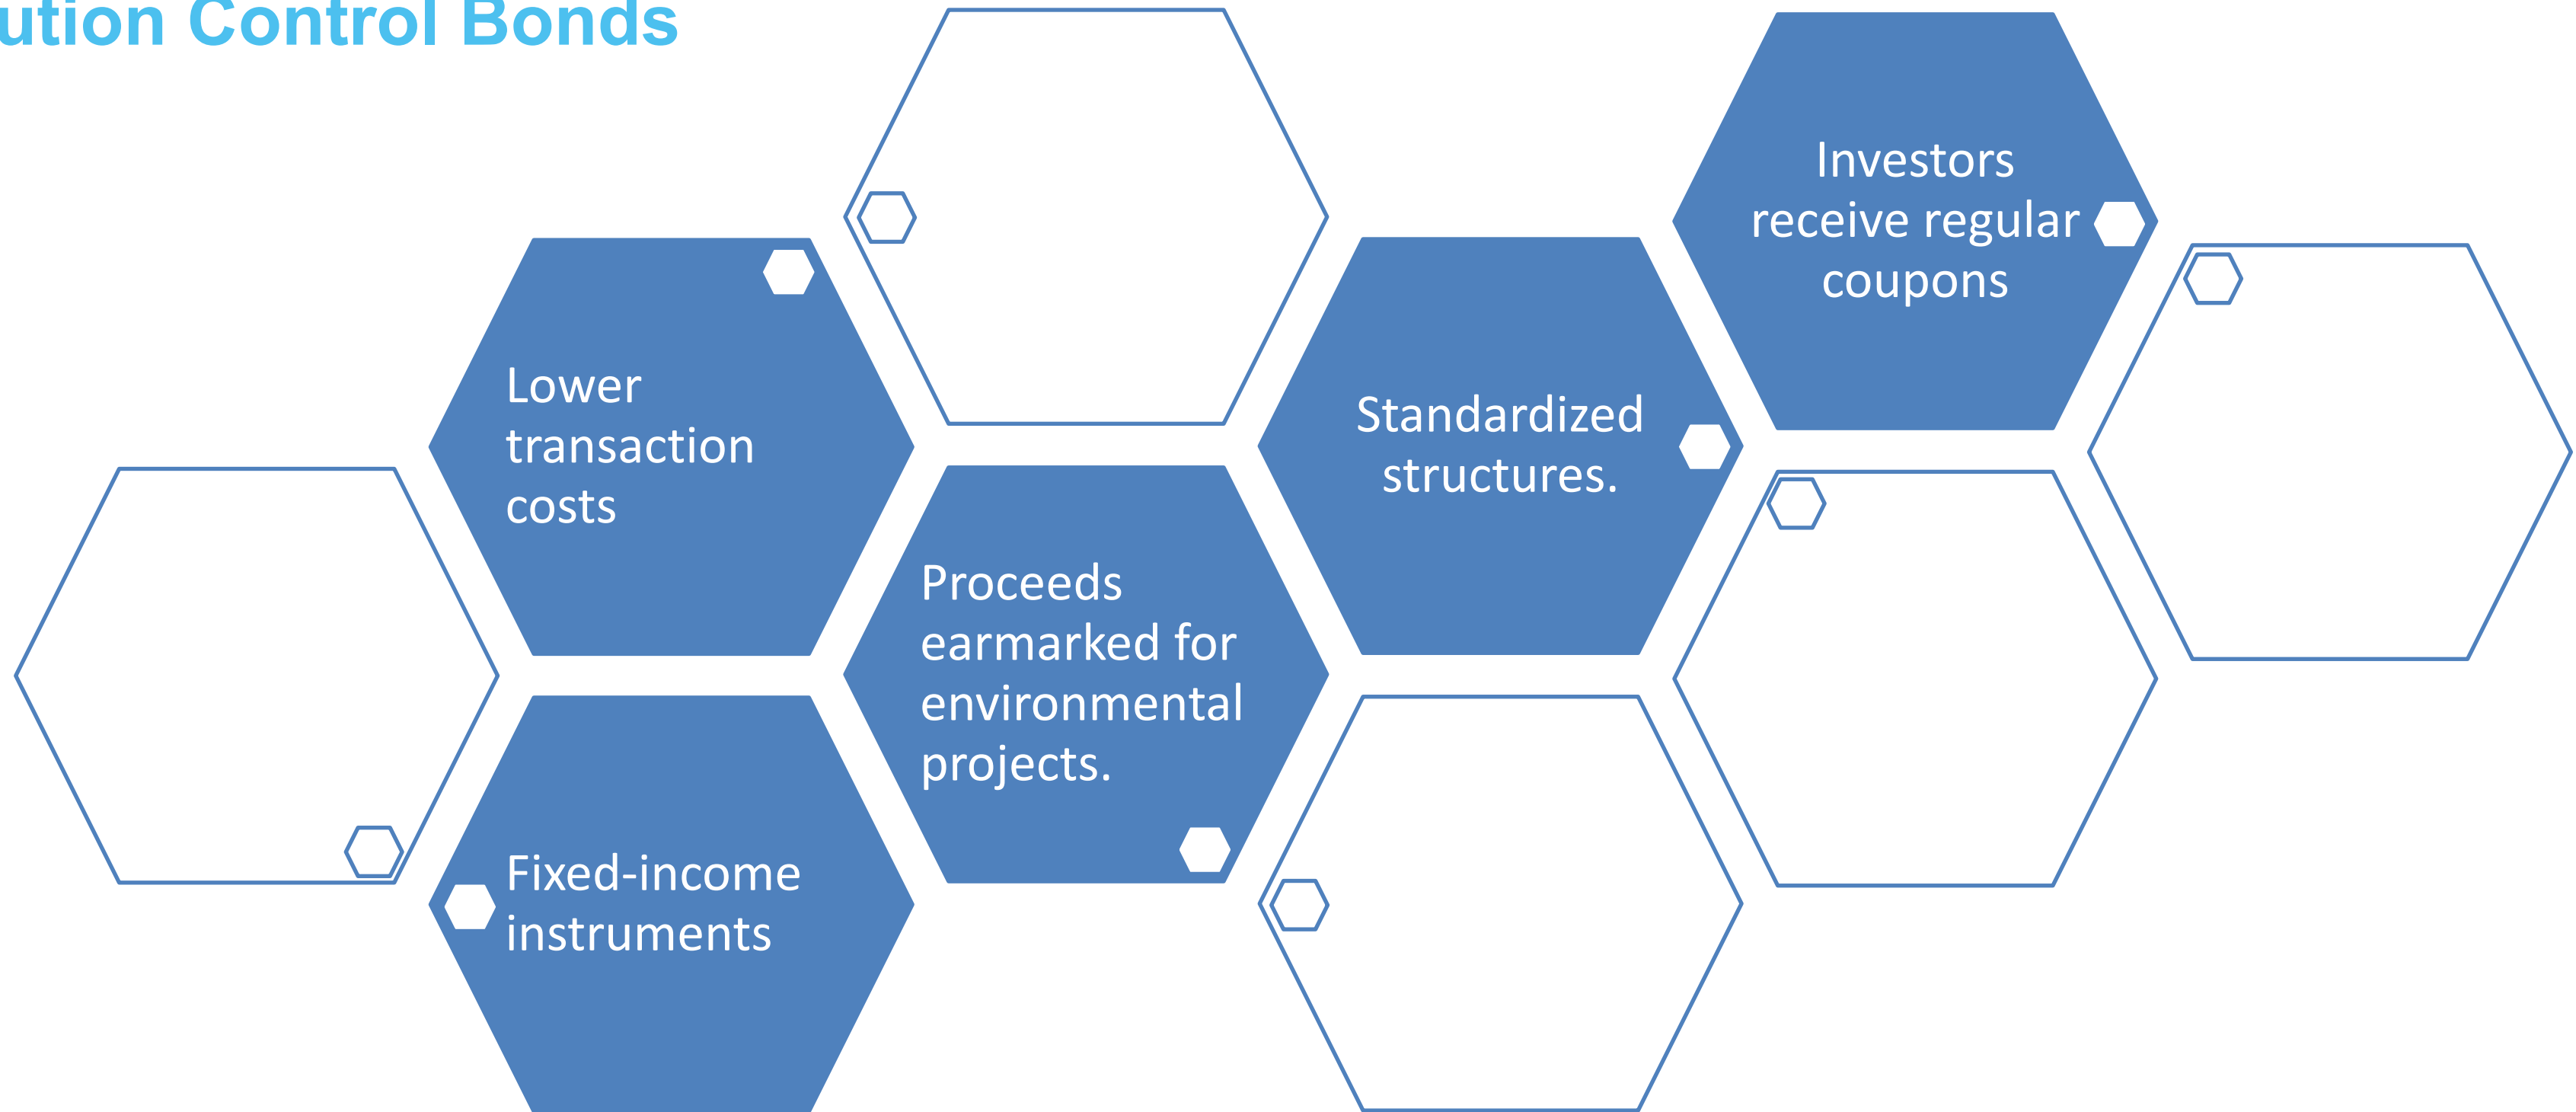 ution Control Bonds
Investors
receive regular
coupons
Lower
transaction
costs
Standardized
structures.
Proceeds
earmarked for
environmental
projects.
Fixed-income
instruments